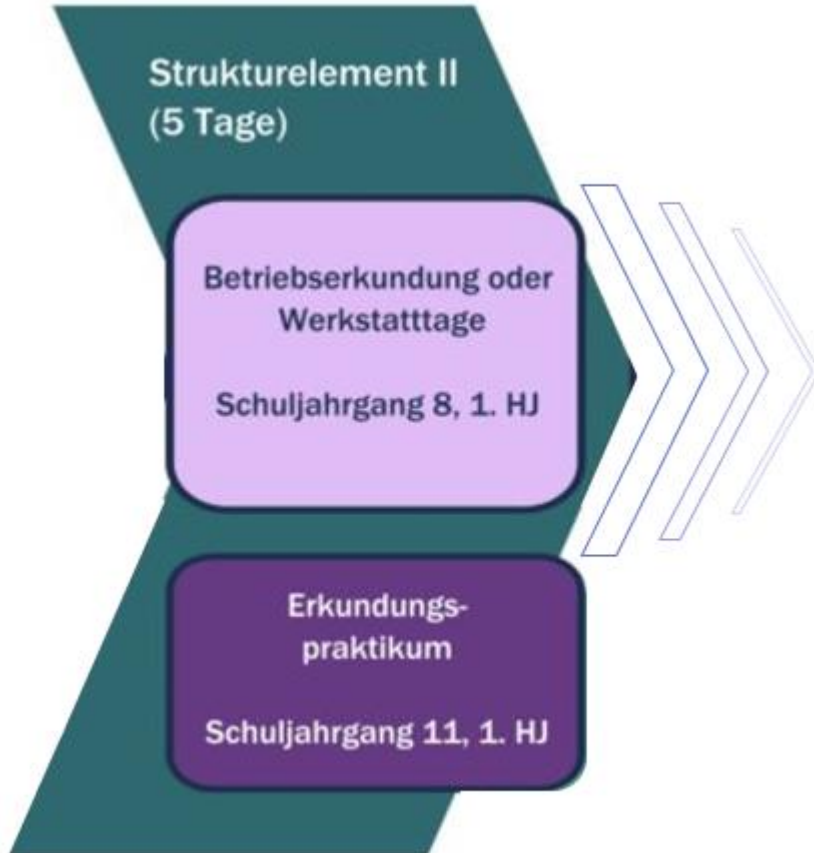 Strukturelement II
(5 Tage)
Betriebserkundung oder
Werkstatttage
Schuljahrgang 8, 1. HJ
Erkundungs-
praktikum
Schuljahrgang 11, 1. HJ